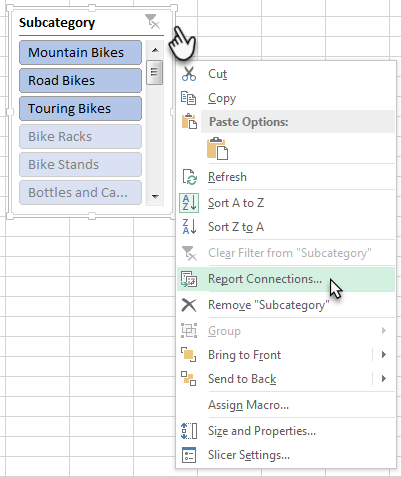 Subcategory
Mountain Bikes
Road Bikes
Touring Bikes
Bike Racks
Bike Stands
Bottles and Ca...
Cut
Copy
Paste Options:
Refresh
Sort A to Z
Sort Z to A
Clear Filter from "Subcategory"
Report Connections...
Remove "Subcategory"
Group
Bring to Front
Send to Back
Assign Macro...
Size and Properties...
Slicer Settings...